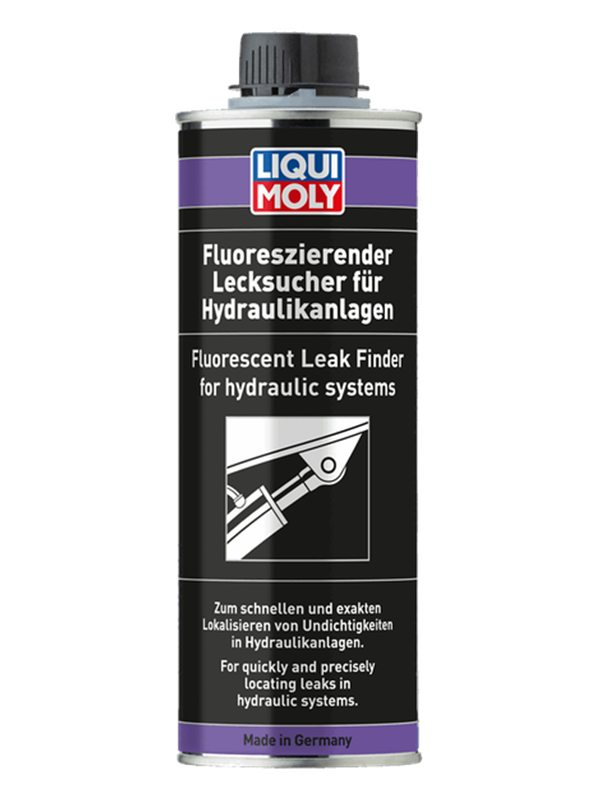 LIQUI
MOLY
Fluoreszierender
Lecksucher für
Hydraulikanlagen
Fluorescent Leak Finder
for hydraulic systems
Zum schnellen und exakten
Lokalisieren von Undichtigkeiten
in Hydraulikanlagen.
For quickly and precisely
locating leaks in
hydraulic systems.
Made in Germany